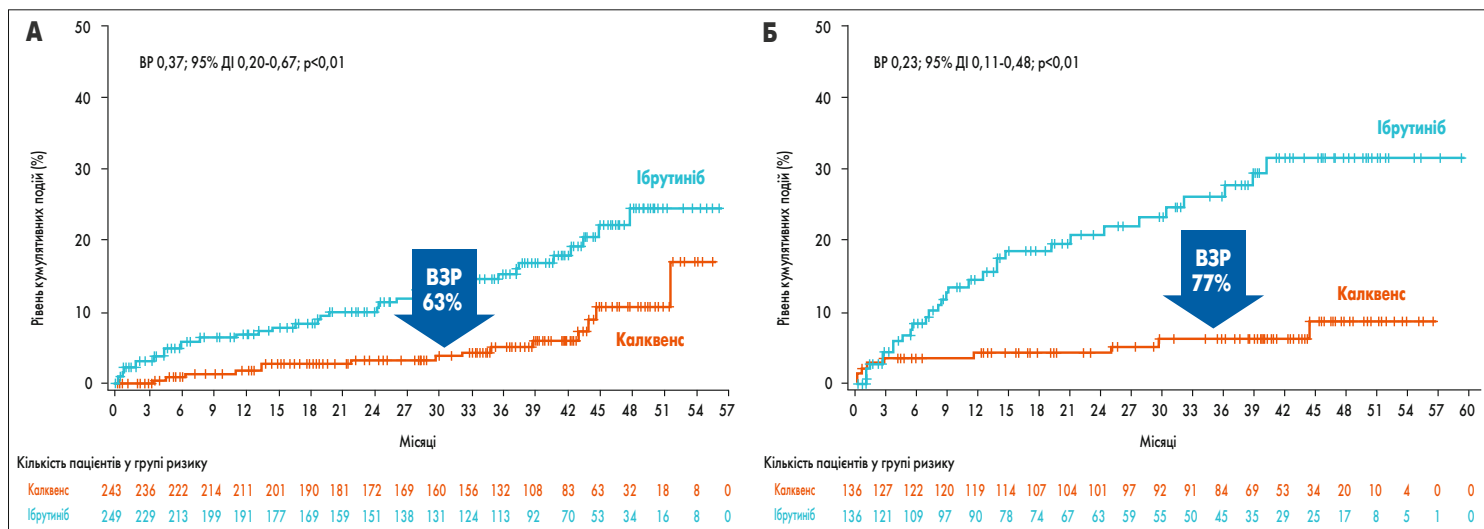 А
ВР 0,37; 95% ДІ 0,20-0,67; p<0,01
Рівень кумулятивних подій (%)
50
40
30
20
10
0
Ібрутиніб
ВЗР
63%
Калквенс
0 3 6 9 12 15 18 21 24 27 30 33 36 39 42 45 48 51 54 57
Місяці
Кількість пацієнтів у групі ризику
Калквенс 243 236 222 214 211 201 190 181 172 169 160 156 132 108 83 63 32 18 8 0
Ібрутиніб 249 229 213 199 191 177 169 159 151 138 131 124 113 92 70 53 34 16 8 0
Б
ВР 0,23; 95% ДІ 0,11-0,48; p<0,01
Рівень кумулятивних подій (%)
50
40
30
20
10
0
Ібрутиніб
ВЗР
77%
Калквенс
0 3 6 9 12 15 18 21 24 27 30 33 36 39 42 45 48 51 54 57 60
Місяці
Кількість пацієнтів у групі ризику
Калквенс 136 127 122 120 119 114 107 104 101 97 92 91 84 69 53 34 20 10 4 0 0
Ібрутиніб 136 121 109 97 90 78 74 67 63 59 55 50 45 35 29 25 17 8 5 1 0